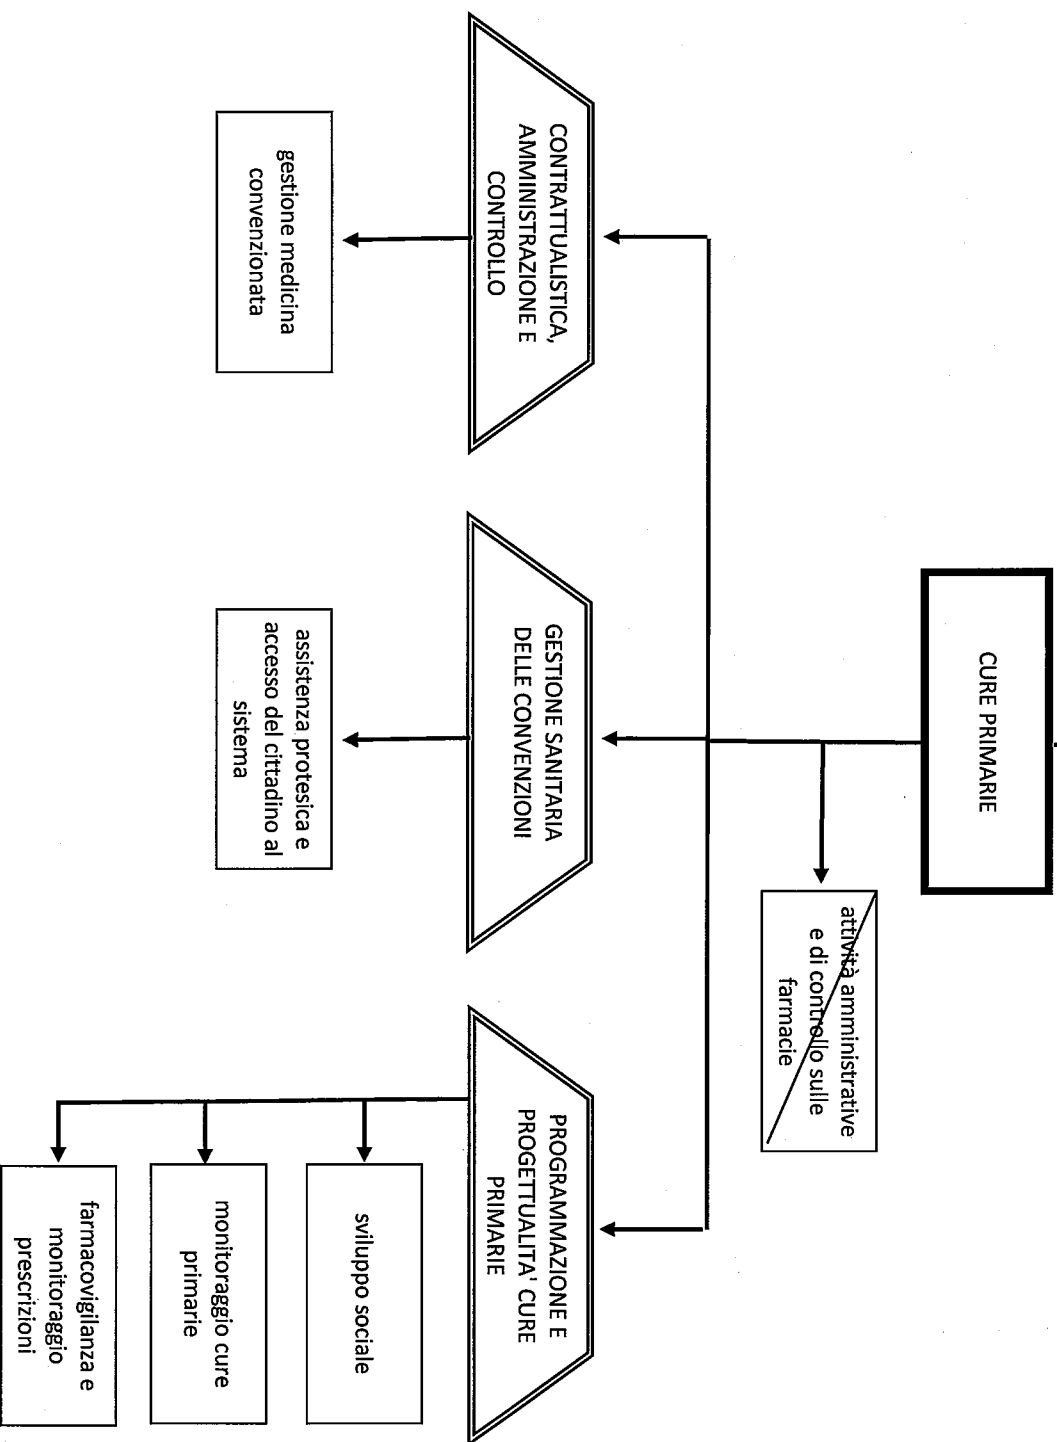 CURE PRIMARIE
attività amministrative
e di controllo sulle
farmacie
CONTRATTUALISTICA,
AMMINISTRAZIONE E
CONTROLLO
GESTIONE SANITARIA
DELLE CONVENZIONI
PROGRAMMAZIONE E
PROGETTUALITA' CURE
PRIMARIE
gestione medicina
convenzionata
assistenza protesica e
accesso del cittadino al
sistema
sviluppo sociale
monitoraggio cure
primarie
farmacovigilanza e
monitoraggio
prescrizioni